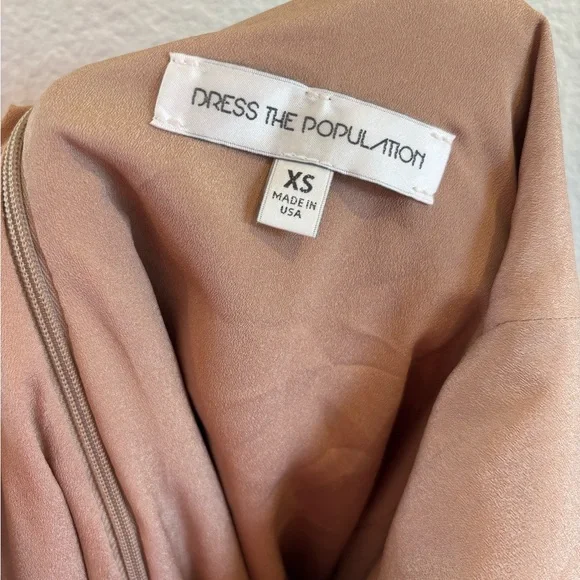 DRESS THE POPULATION
XS
MADE IN
USA